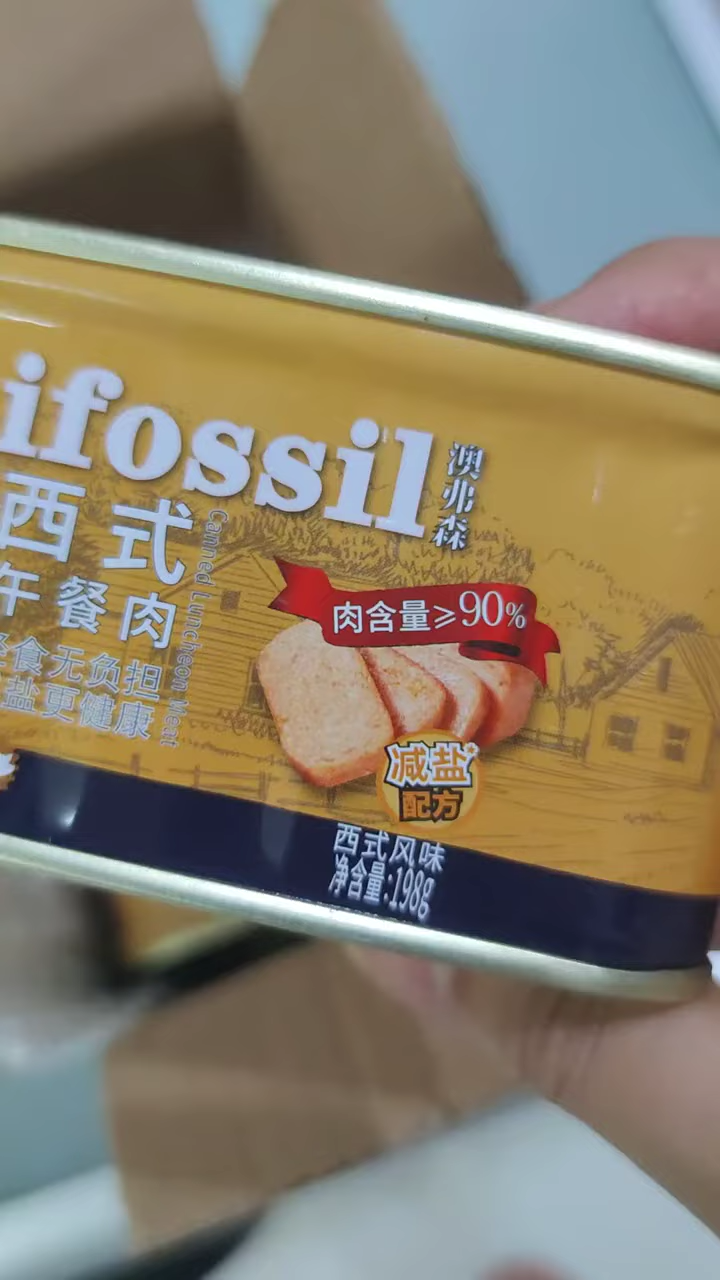 ifossil
澳弗森
西式
午餐肉
Canned Luncheon Meat
食无负担
盐更健康
肉含量≥90%
减盐
配方
西式风味
净含量:198g